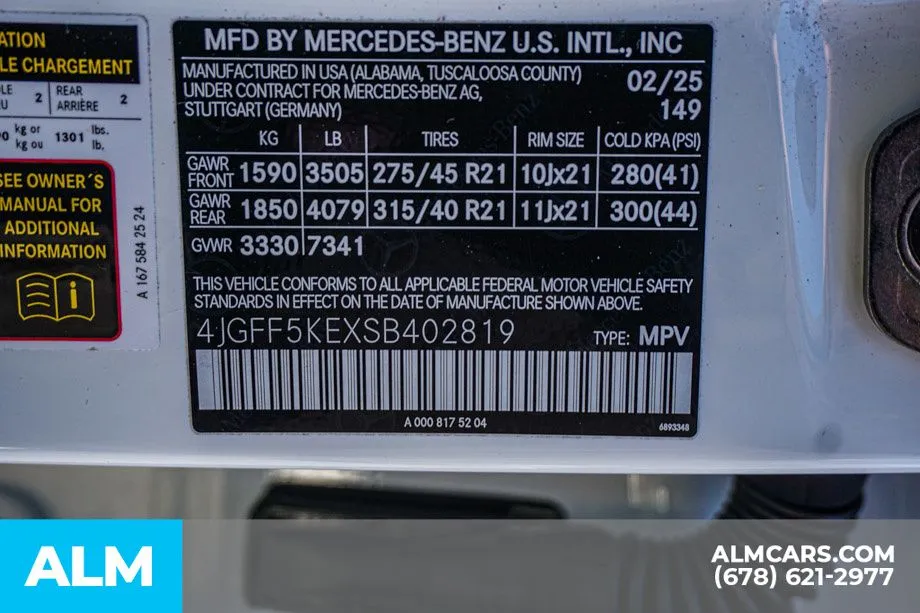 ATION
LE CHARGEMENT
2 REAR ARRIÈRE 2
kg or kg ou 1301 lbs. lb.
SEE OWNER´S
MANUAL FOR
ADDITIONAL
INFORMATION
A 167 584 25 24
MFD BY MERCEDES-BENZ U.S. INTL., INC
MANUFACTURED IN USA (ALABAMA, TUSCALOOSA COUNTY) 02/25
UNDER CONTRACT FOR MERCEDES-BENZ AG,
STUTTGART (GERMANY) 149
KG LB TIRES RIM SIZE COLD KPA (PSI)
GAWR FRONT 1590 3505 275/45 R21 10Jx21 280(41)
GAWR REAR 1850 4079 315/40 R21 11Jx21 300(44)
GVWR 3330 7341
THIS VEHICLE CONFORMS TO ALL APPLICABLE FEDERAL MOTOR VEHICLE SAFETY
STANDARDS IN EFFECT ON THE DATE OF MANUFACTURE SHOWN ABOVE.
4JGFF5KEXSB402819 TYPE: MPV
A 000 817 52 04
6893348
ALM
ALMCARS.COM
(678) 621-2977